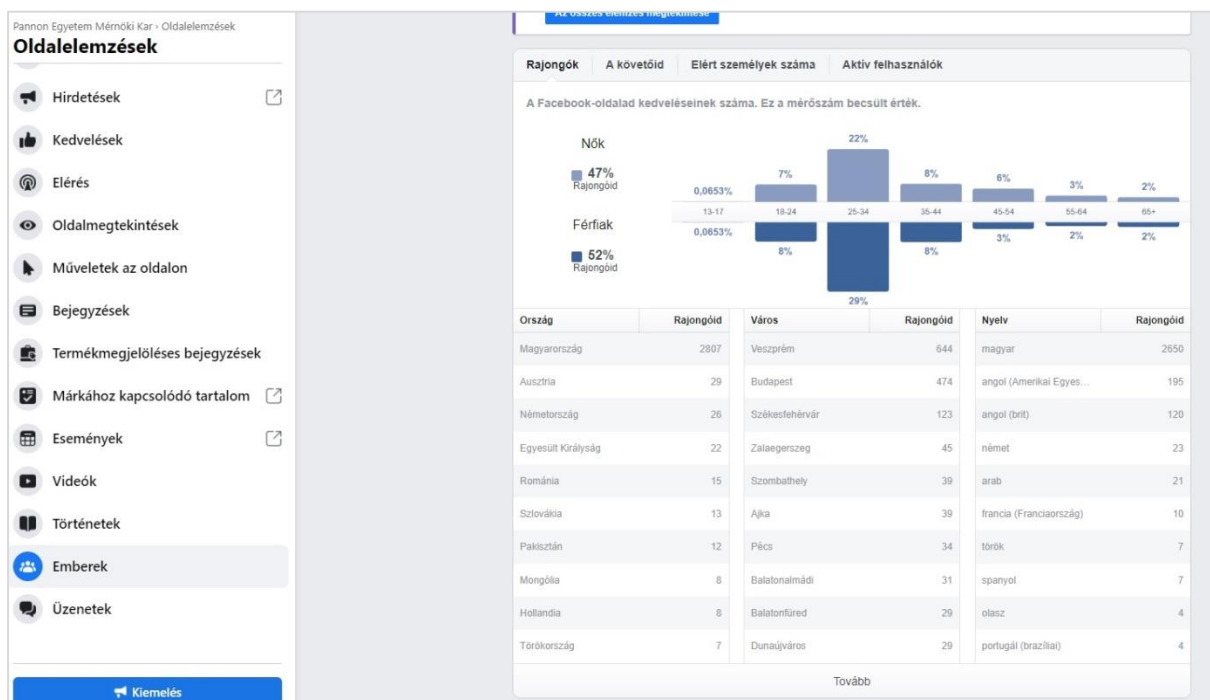 Pannon Egyetem Mérnöki Kar › Oldalelemzések
Oldalelemzések
Hirdetések
Kedvelések
Elérés
Oldalmegtekintések
Műveletek az oldalon
Bejegyzések
Termékmegjelöléses bejegyzések
Márkához kapcsolódó tartalom
Események
Videók
Történetek
Emberek
Üzenetek
Kiemelés
Az összes elemzés megtekintése
Rajongók A követőid Elért személyek száma Aktív felhasználók
A Facebook-oldalad kedveléseinek száma. Ez a mérőszám becsült érték.
Nők
47%
Rajongóid
0,0653% 7% 22% 8% 6% 3% 2%
13-17 18-24 25-34 35-44 45-54 55-64 65+
Férfiak
52%
Rajongóid
0,0653% 8% 29% 8% 3% 2% 2%
Ország Rajongóid Város Rajongóid Nyelv Rajongóid
Magyarország 2807 Veszprém 644 magyar 2650
Ausztria 29 Budapest 474 angol (Amerikai Egyes... 195
Németország 26 Székesfehérvár 123 angol (brit) 120
Egyesült Királyság 22 Zalaegerszeg 45 német 23
Románia 15 Szombathely 39 arab 21
Szlovákia 13 Ajka 39 francia (Franciaország) 10
Pakisztán 12 Pécs 34 török 7
Mongólia 8 Balatonalmádi 31 spanyol 7
Hollandia 8 Balatonfüred 29 olasz 4
Törökország 7 Dunaújváros 29 portugál (brazíliai) 4
Tovább